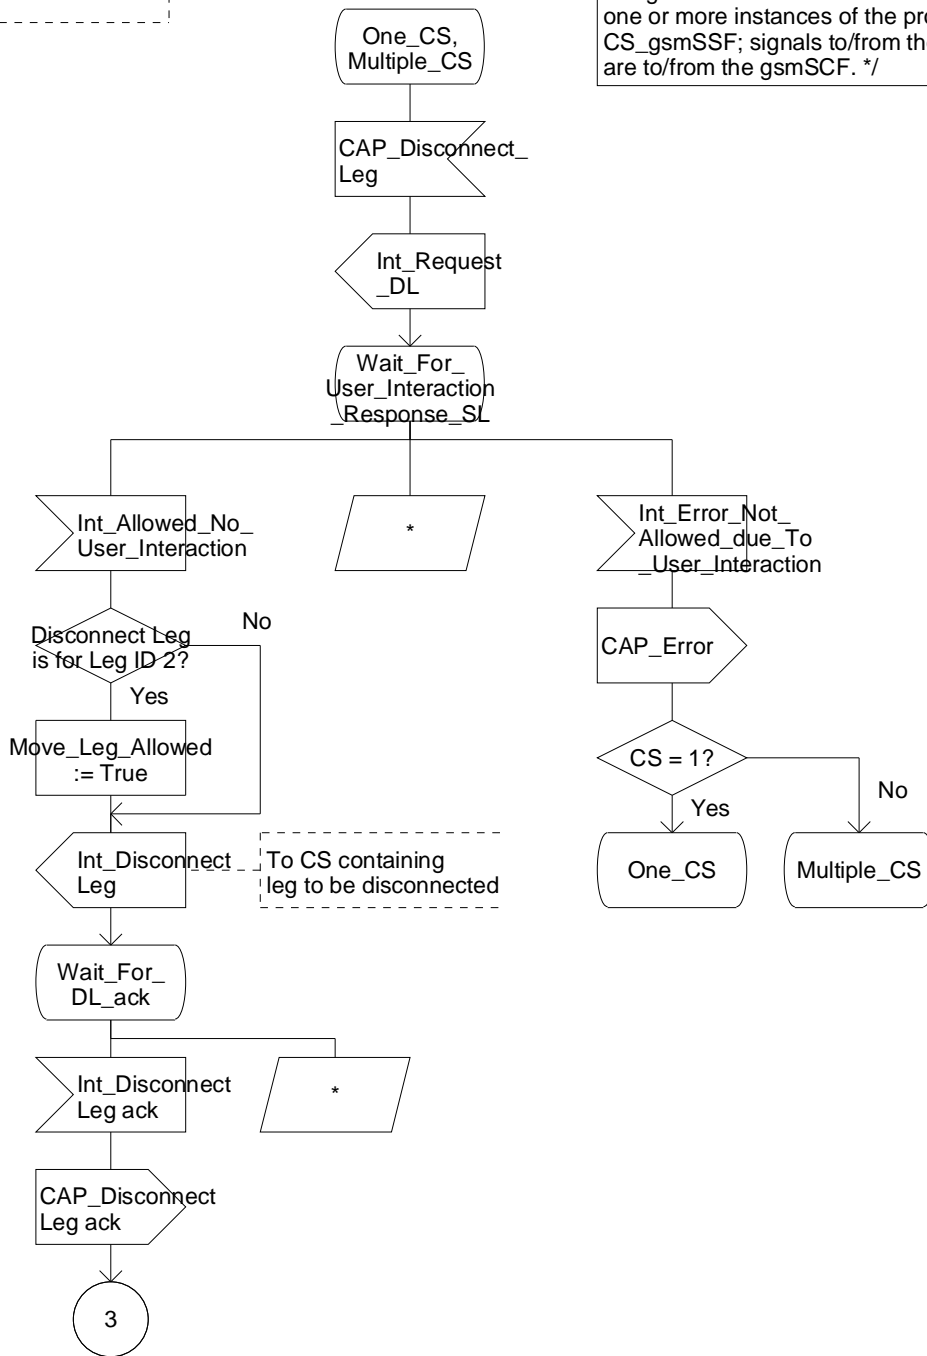 one or more instances of the
CS_gsmSSF; signals to/from
are to/from the gsmSCF. */
One_CS,
Multiple_CS
CAP_Disconnect_
Leg
Int_Request
_DL
Wait_For_
User_Interaction
_Response_SL
Int_Allowed_No_
User_Interaction
*
Int_Error_Not_
Allowed_due_To
_User_Interaction
Disconnect Leg
is for Leg ID 2?
No
Yes
CAP_Error
Move_Leg_Allowed
:= True
CS = 1?
Yes
No
Int_Disconnect
Leg
To CS containing
leg to be disconnected
One_CS
Multiple_CS
Wait_For_
DL_ack
Int_Disconnect
Leg ack
*
CAP_Disconnect
Leg ack
3